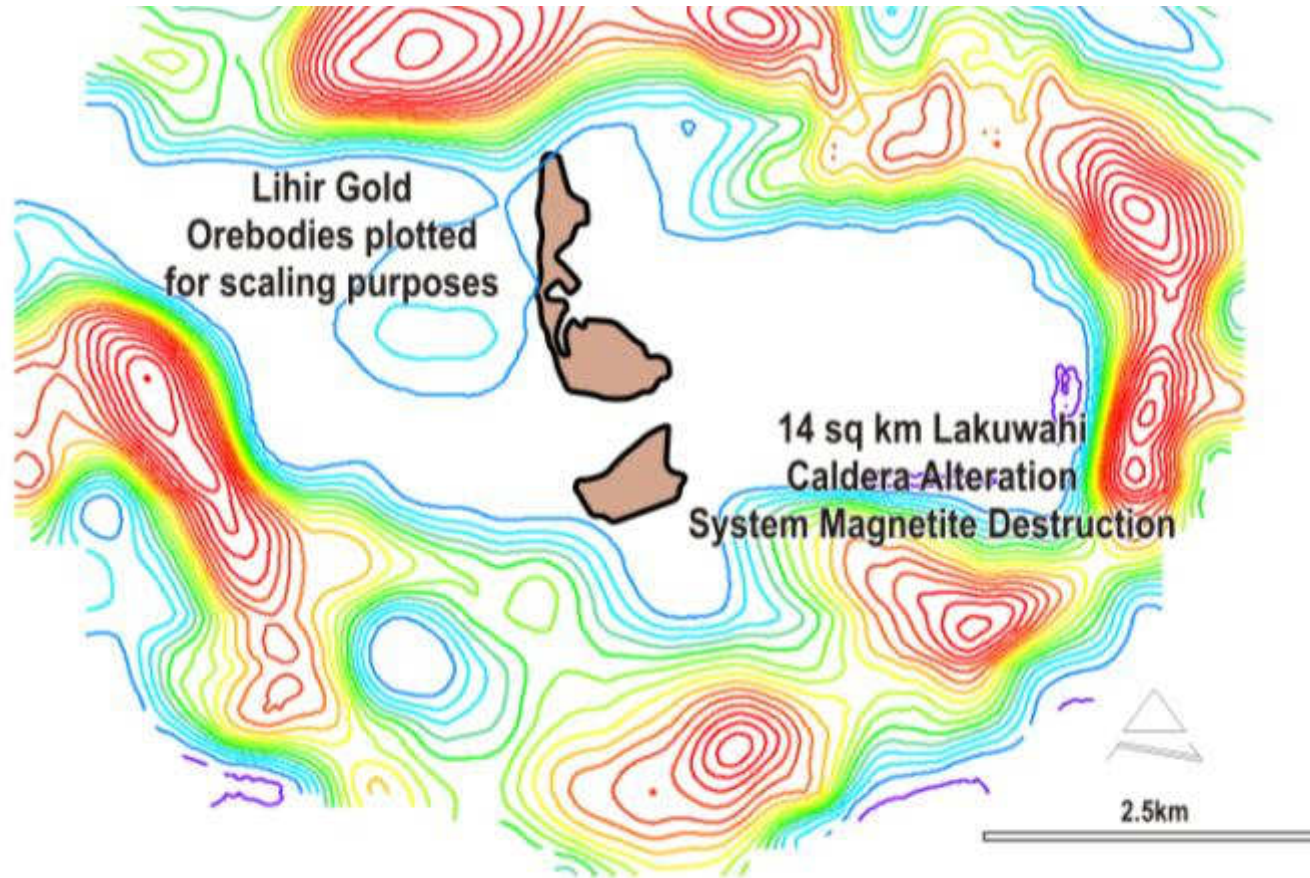 Lihir Gold
Orebodies plotted
for scaling purposes
14 sq km Lakuwahi
Caldera Alteration
System Magnetite Destruction
2.5km